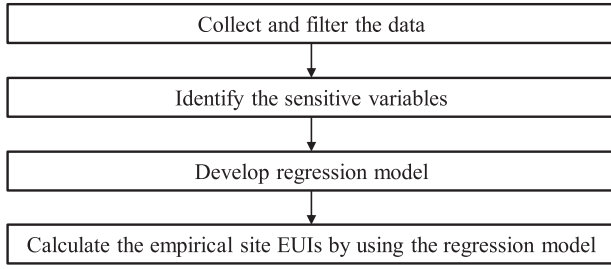 Collect and filter the data
Identify the sensitive variables
Develop regression model
Calculate the empirical site EUIs by using the regression model